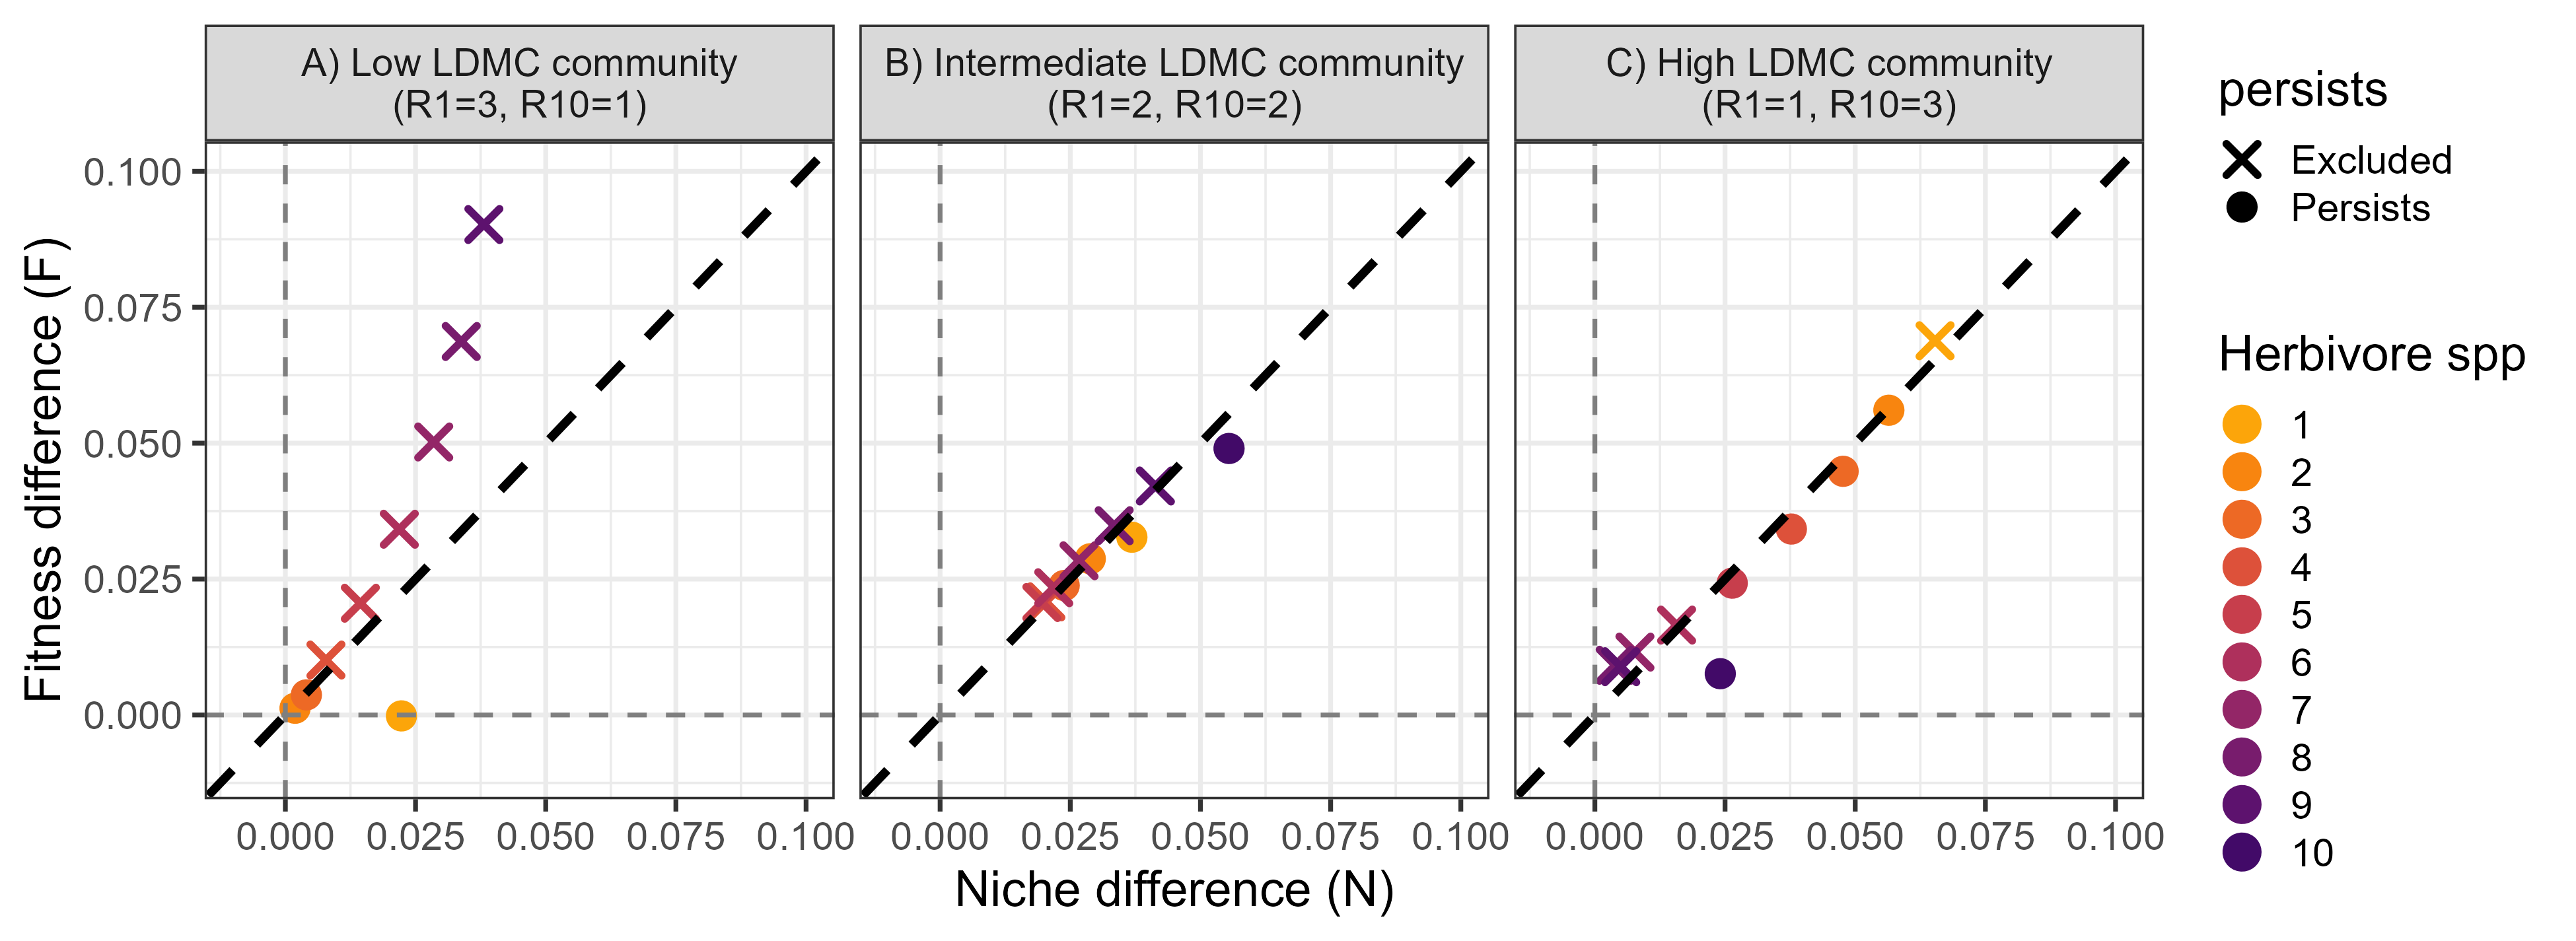 A) Low LDMC community
(R1=3, R10=1)
B) Intermediate LDMC community
(R1=2, R10=2)
C) High LDMC community
(R1=1, R10=3)
Fitness difference (F)
0.100
0.075
0.050
0.025
0.000
0.000 0.025 0.050 0.075 0.100
0.000 0.025 0.050 0.075 0.100
0.000 0.025 0.050 0.075 0.100
Niche difference (N)
persists
Excluded
Persists
Herbivore spp
1
2
3
4
5
6
7
8
9
10